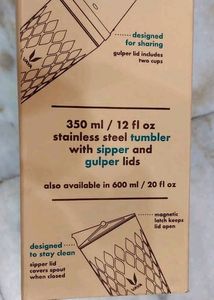 designed
for sharing
gulper lid includes
two cups
350 ml / 12 fl oz
stainless steel tumbler
with sipper and
gulper lids
also available in 600 ml / 20 fl oz
magnetic
latch keeps
lid open
designed
to stay clean
sipper lid
covers spout
when closed